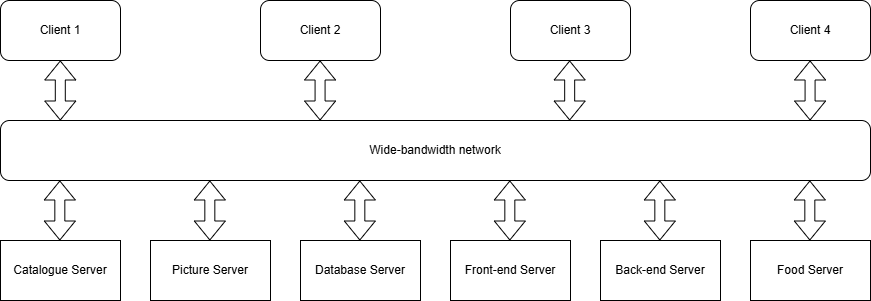 Client 1
Client 2
Client 3
Client 4
Wide-bandwidth network
Catalogue Server
Picture Server
Database Server
Front-end Server
Back-end Server
Food Server